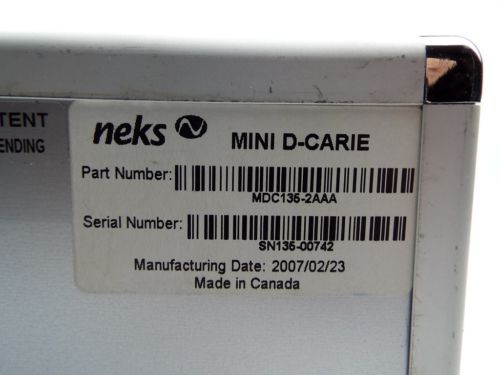 TENT
ENDING
neks MINI D-CARIE
Part Number:
MDC135-2AAA
Serial Number:
SN135-00742
Manufacturing Date: 2007/02/23
Made in Canada